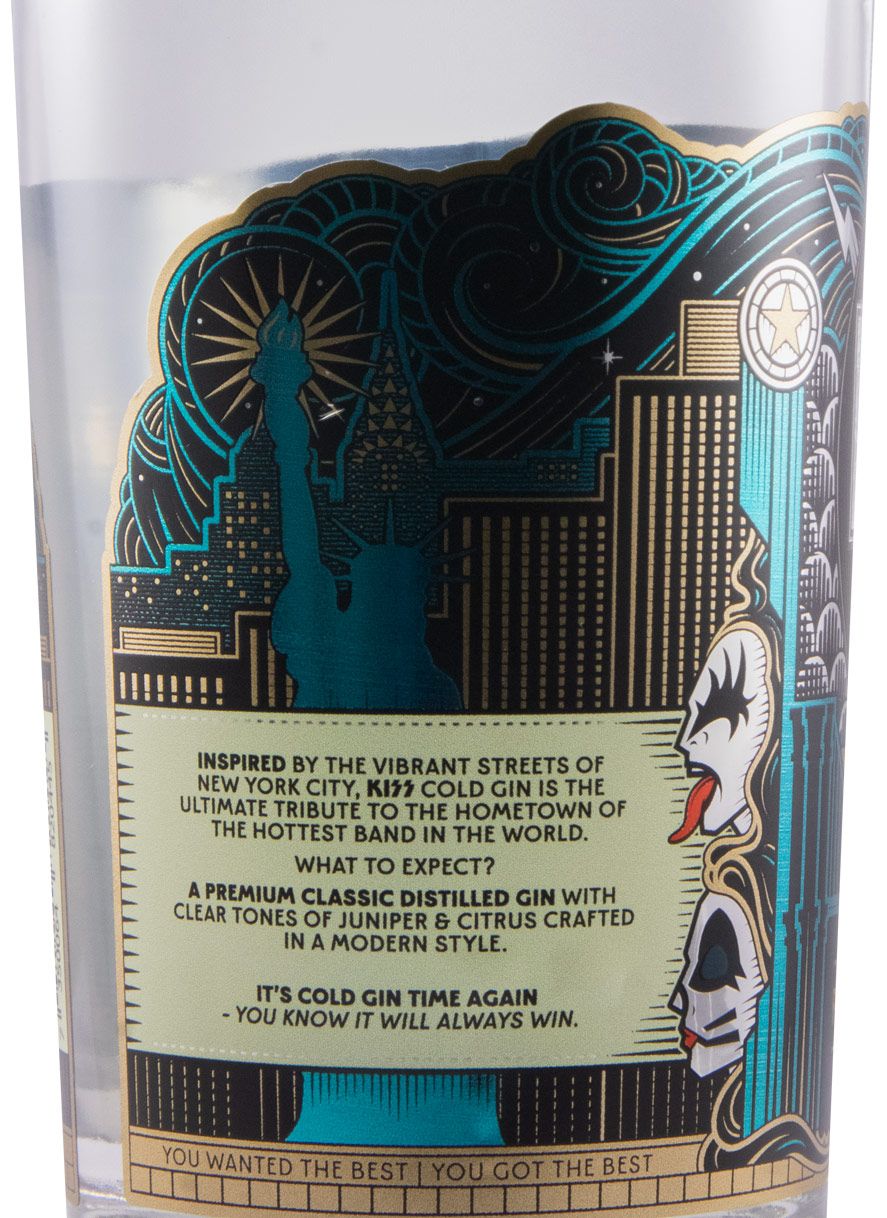 INSPIRED BY THE VIBRANT STREETS OF
NEW YORK CITY, KISS COLD GIN IS THE
ULTIMATE TRIBUTE TO THE HOMETOWN OF
THE HOTTEST BAND IN THE WORLD.
WHAT TO EXPECT?
A PREMIUM CLASSIC DISTILLED GIN WITH
CLEAR TONES OF JUNIPER & CITRUS CRAFTED
IN A MODERN STYLE.
IT'S COLD GIN TIME AGAIN
- YOU KNOW IT WILL ALWAYS WIN.
YOU WANTED THE BEST | YOU GOT THE BEST